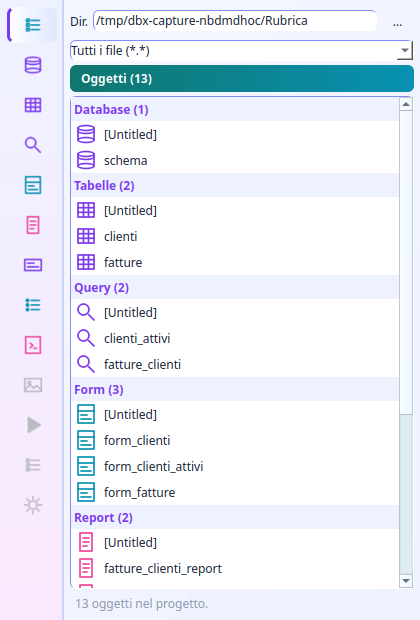 Dir. /tmp/dbx-capture-nbdmdhoc/Rubrica ...
Tutti i file (*.*)
Oggetti (13)
Database (1)
[Untitled]
schema
Tabelle (2)
[Untitled]
clienti
fatture
Query (2)
[Untitled]
clienti_attivi
fatture_clienti
Form (3)
[Untitled]
form_clienti
form_clienti_attivi
form_fatture
Report (2)
[Untitled]
fatture_clienti_report
13 oggetti nel progetto.